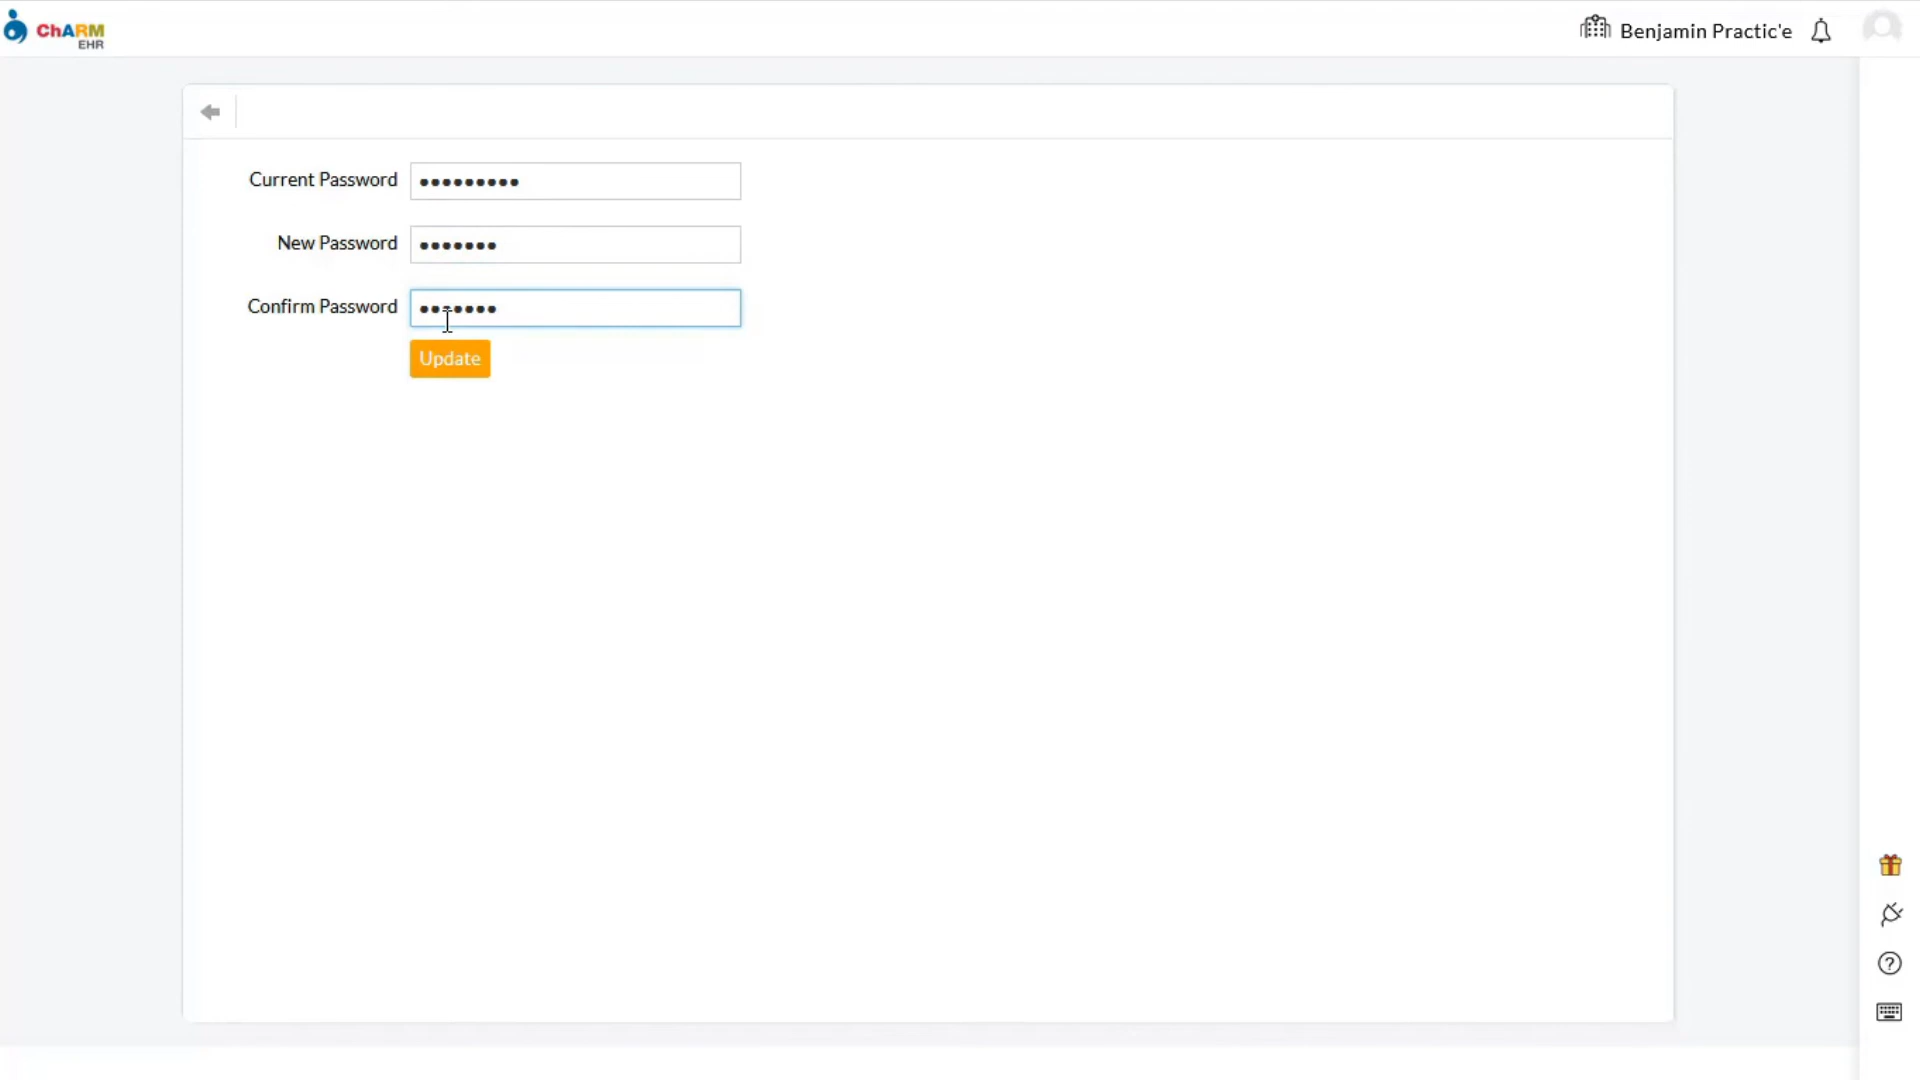 ChARM
EHR
Benjamin Practic'e
Current Password
•••••••••
New Password
•••••••
Confirm Password
•••••••
Update